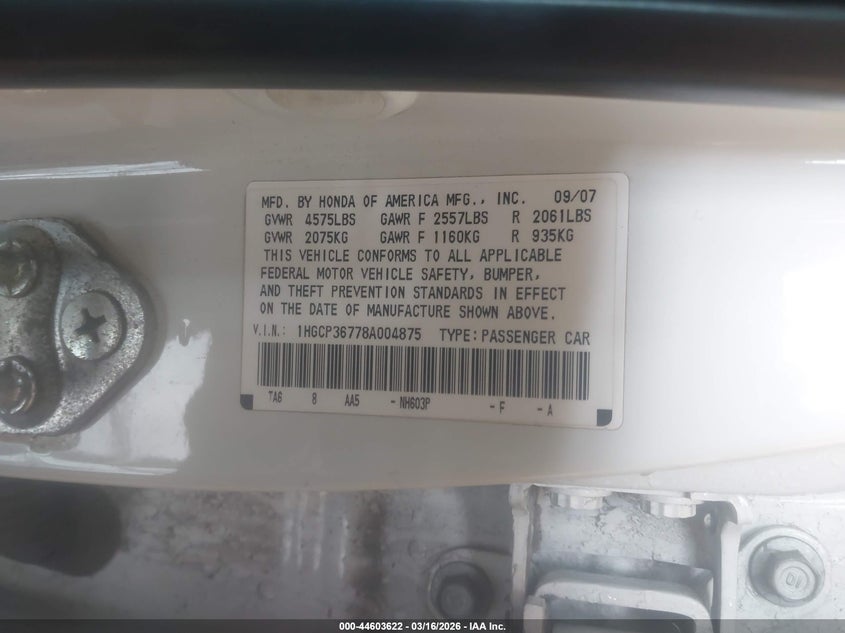 MFD. BY HONDA OF AMERICA MFG., INC. 09/07
GVWR 4575LBS GAWR F 2557LBS R 2061LBS
GVWR 2075KG GAWR F 1160KG R 935KG
THIS VEHICLE CONFORMS TO ALL APPLICABLE
FEDERAL MOTOR VEHICLE SAFETY, BUMPER,
AND THEFT PREVENTION STANDARDS IN EFFECT
ON THE DATE OF MANUFACTURE SHOWN ABOVE.
V.I.N.: 1HGCP36778A004875 TYPE: PASSENGER CAR
TA6 8 AA5 - NH603P - F - A
000-44603622 - 03/16/2026 - IAA Inc.